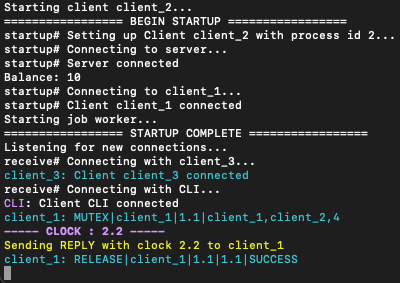 Starting client client_2...
================= BEGIN STARTUP =================
startup# Setting up Client client_2 with process id 2...
startup# Connecting to server...
startup# Server connected
Balance: 10
startup# Connecting to client_1...
startup# Client client_1 connected
Starting job worker...
================= STARTUP COMPLETE =================
Listening for new connections...
receive# Connecting with client_3...
client_3: Client client_3 connected
receive# Connecting with CLI...
CLI: Client CLI connected
client_1: MUTEX|client_1|1.1|client_1,client_2,4
----- CLOCK : 2.2 -----
Sending REPLY with clock 2.2 to client_1
client_1: RELEASE|client_1|1.1|1.1|SUCCESS